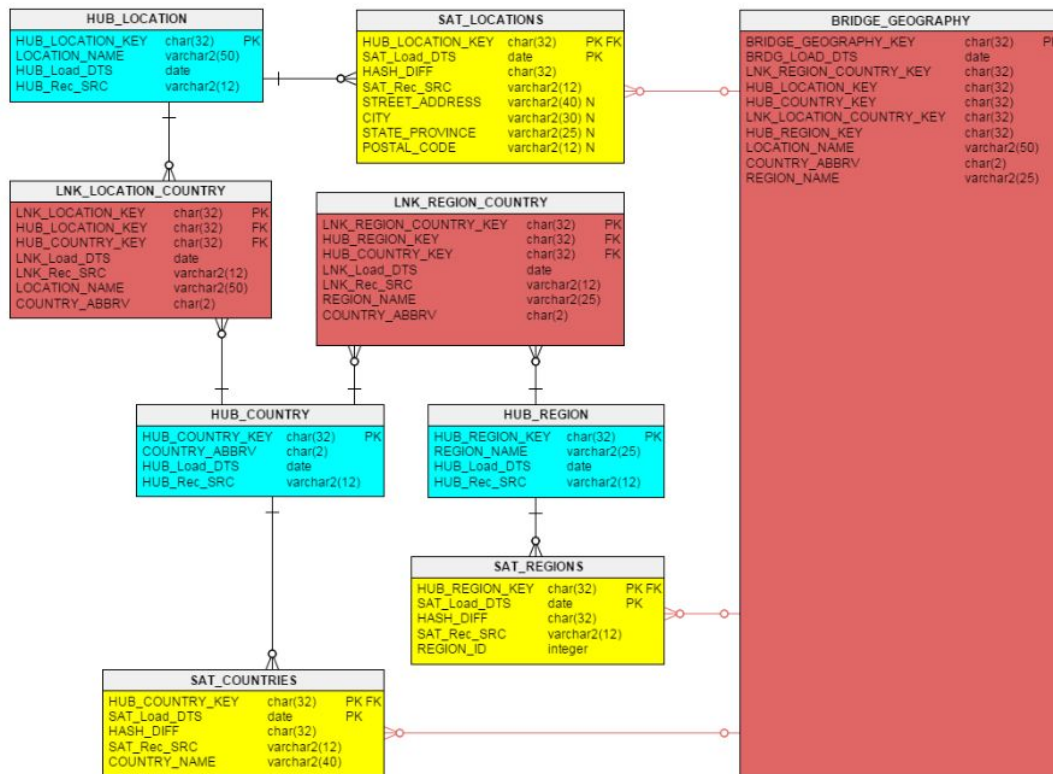 HUB_LOCATION
HUB_LOCATION_KEY char(32) PK
LOCATION_NAME varchar2(50)
HUB_Load_DTS date
HUB_Rec_SRC varchar2(12)
SAT_LOCATIONS
HUB_LOCATION_KEY char(32) PK FK
SAT_Load_DTS date PK
HASH_DIFF char(32)
SAT_Rec_SRC varchar2(12)
STREET_ADDRESS varchar2(40) N
CITY varchar2(30) N
STATE_PROVINCE varchar2(25) N
POSTAL_CODE varchar2(12) N
BRIDGE_GEOGRAPHY
BRIDGE_GEOGRAPHY_KEY char(32)
BRDG_LOAD_DTS date
LNK_REGION_COUNTRY_KEY char(32)
HUB_LOCATION_KEY char(32)
HUB_COUNTRY_KEY char(32)
LNK_LOCATION_COUNTRY_KEY char(32)
HUB_REGION_KEY char(32)
LOCATION_NAME varchar2(50)
COUNTRY_ABBRV char(2)
REGION_NAME varchar2(25)
LNK_LOCATION_COUNTRY
LNK_LOCATION_KEY char(32) PK
HUB_LOCATION_KEY char(32) FK
HUB_COUNTRY_KEY char(32) FK
LNK_Load_DTS date
LNK_Rec_SRC varchar2(12)
LOCATION_NAME varchar2(50)
COUNTRY_ABBRV char(2)
LNK_REGION_COUNTRY
LNK_REGION_COUNTRY_KEY char(32) PK
HUB_REGION_KEY char(32) FK
HUB_COUNTRY_KEY char(32) FK
LNK_Load_DTS date
LNK_Rec_SRC varchar2(12)
REGION_NAME varchar2(25)
COUNTRY_ABBRV char(2)
HUB_COUNTRY
HUB_COUNTRY_KEY char(32) PK
COUNTRY_ABBRV char(2)
HUB_Load_DTS date
HUB_Rec_SRC varchar2(12)
HUB_REGION
HUB_REGION_KEY char(32) PK
REGION_NAME varchar2(25)
HUB_Load_DTS date
HUB_Rec_SRC varchar2(12)
SAT_REGIONS
HUB_REGION_KEY char(32) PK FK
SAT_Load_DTS date PK
HASH_DIFF char(32)
SAT_Rec_SRC varchar2(12)
REGION_ID integer
SAT_COUNTRIES
HUB_COUNTRY_KEY char(32) PK FK
SAT_Load_DTS date PK
HASH_DIFF char(32)
SAT_Rec_SRC varchar2(12)
COUNTRY_NAME varchar2(40)